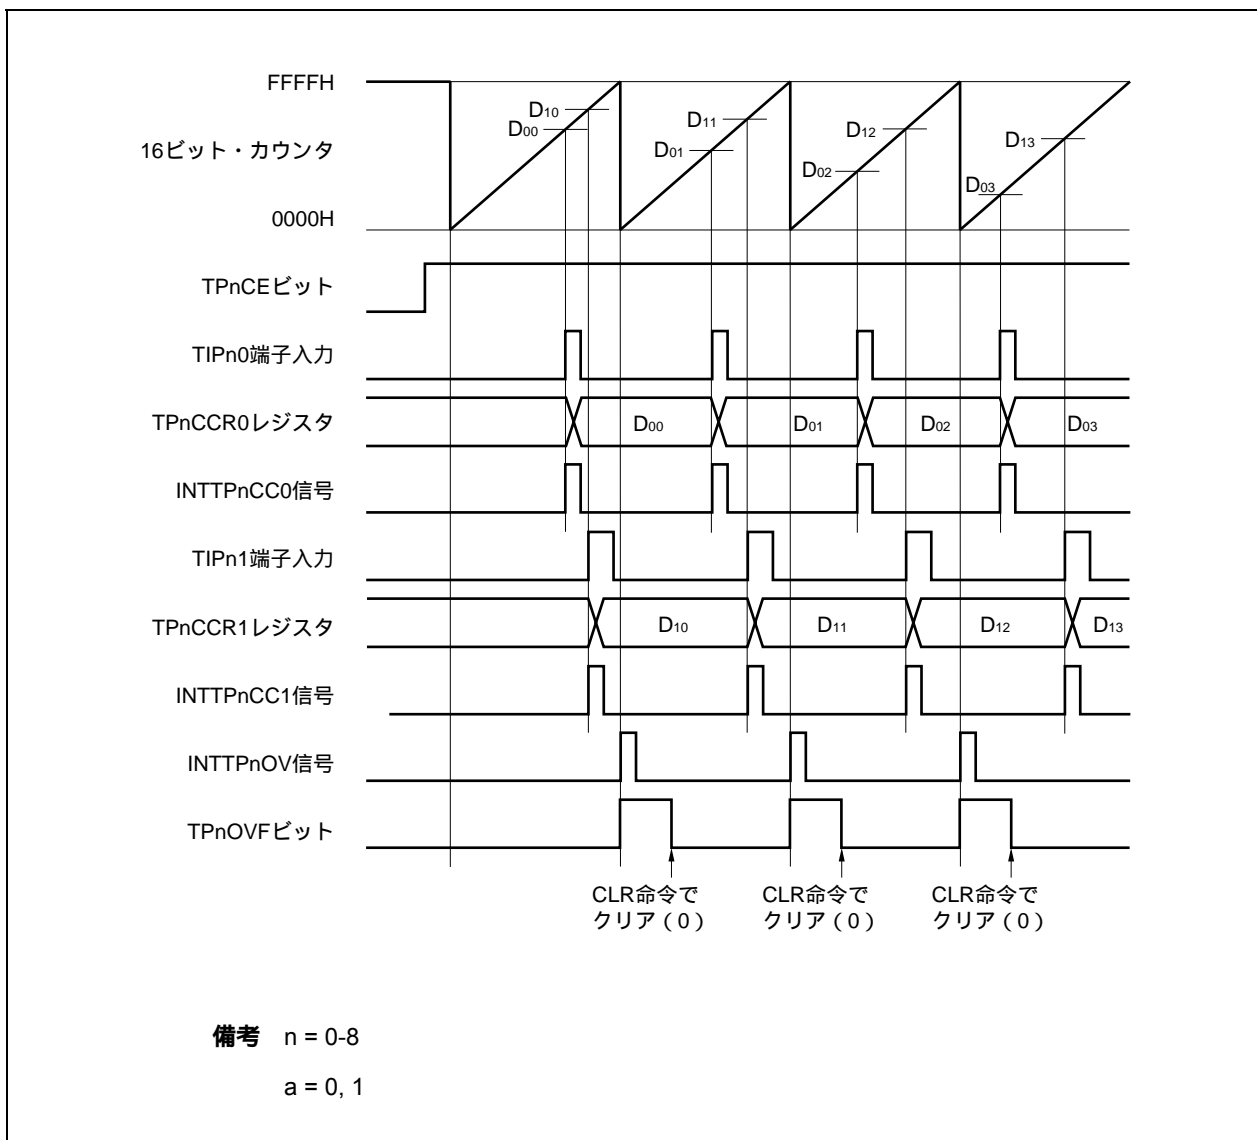 FFFFH
D10
D00
D11
D01
D12
D02
D13
D03
16ビット・カウンタ
0000H
TPnCEビット
TIPn0端子入力
TPnCCR0レジスタ
D00
D01
D02
D03
INTTPnCC0信号
TIPn1端子入力
TPnCCR1レジスタ
D10
D11
D12
D13
INTTPnCC1信号
INTTPnOV信号
TPnOVFビット
CLR命令で
クリア（0）
CLR命令で
クリア（0）
CLR命令で
クリア（0）
備考 n = 0-8
a = 0, 1